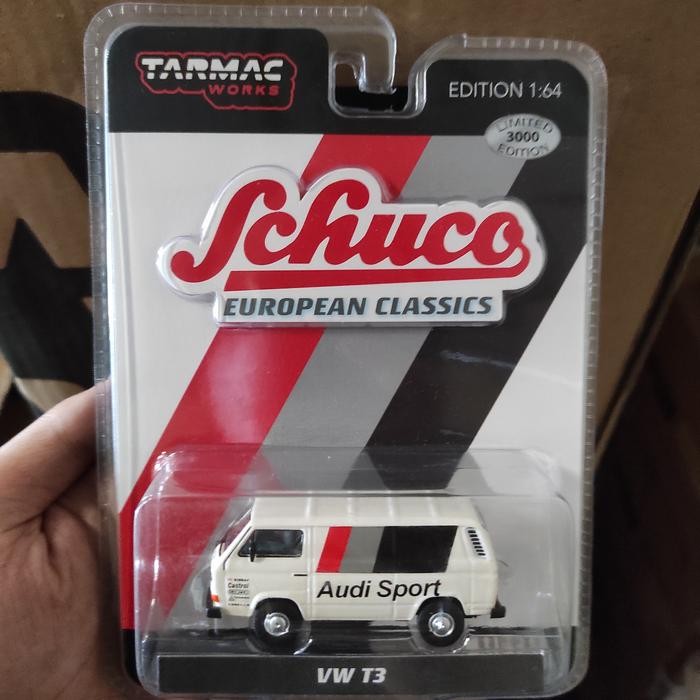 TARMAC
WORKS
EDITION 1:64
LIMITED
3000
EDITION
Schuco
EUROPEAN CLASSICS
Castrol
Audi Sport
VW T3